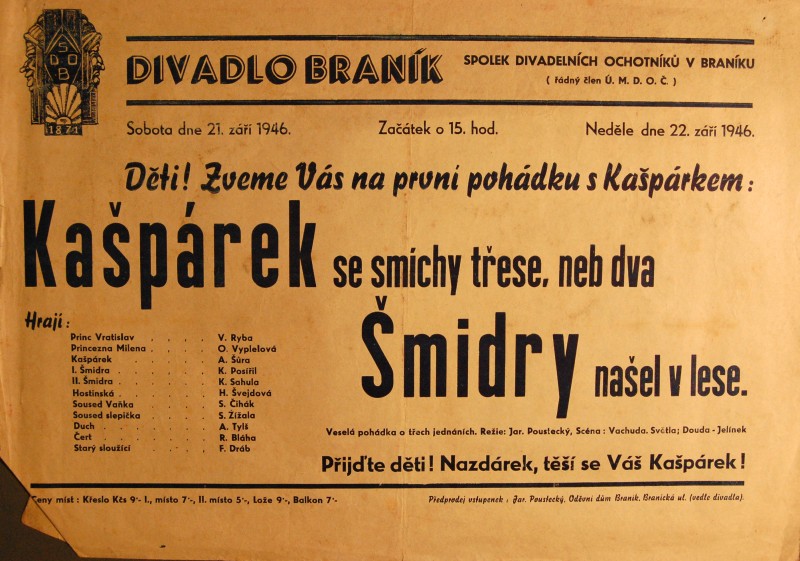 SDOB
1871
DIVADLO BRANÍK
SPOLEK DIVADELNÍCH OCHOTNÍKŮ V BRANÍKU
( řádný člen Ú. M. D. O. Č. )
Sobota dne 21. září 1946. Začátek o 15. hod. Neděle dne 22. září 1946.
Děti! Zveme Vás na první pohádku s Kašpárkem:
Kašpárek se smíchy třese, neb dva
Šmidry našel v lese.
Hrají:
Princ Vratislav . . . . V. Ryba
Princezna Milena . . . . O. Vyplelová
Kašpárek . . . . A. Šůra
I. Šmidra . . . . K. Posířil
II. Šmidra . . . . K. Sahula
Hostinská . . . . H. Švejdová
Soused Vaňka . . . . S. Čihák
Soused slepička . . . . S. Žížala
Duch . . . . A. Tylš
Čert . . . . R. Bláha
Starý sloužící . . . . F. Dráb
Veselá pohádka o třech jednáních. Režie: Jar. Poustecký, Scéna: Vachuda. Světla; Douda - Jelínek
Přijďte děti! Nazdárek, těší se Váš Kašpárek!
Ceny míst : Křeslo Kčs 9·- I., místo 7·-, II. místo 5·-, Lože 9·-, Balkon 7·-
Předprodej vstupenek : Jar. Poustecký, Oděvní dům Braník, Branická ul. (vedle divadla).